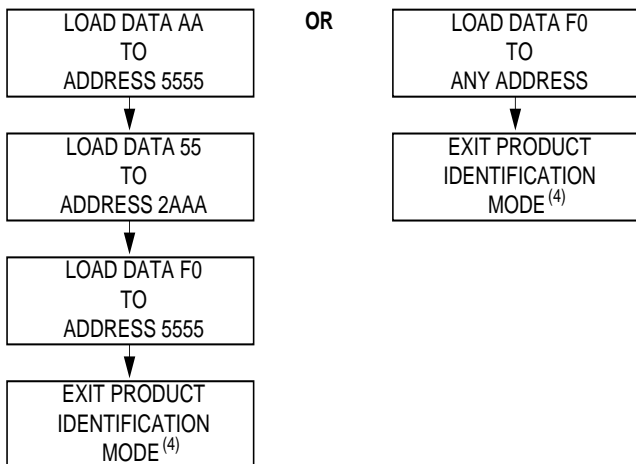 LOAD DATA AA
TO
ADDRESS 5555
LOAD DATA 55
TO
ADDRESS 2AAA
LOAD DATA F0
TO
ADDRESS 5555
EXIT PRODUCT
IDENTIFICATION
MODE(4)
OR
LOAD DATA F0
TO
ANY ADDRESS
EXIT PRODUCT
IDENTIFICATION
MODE(4)